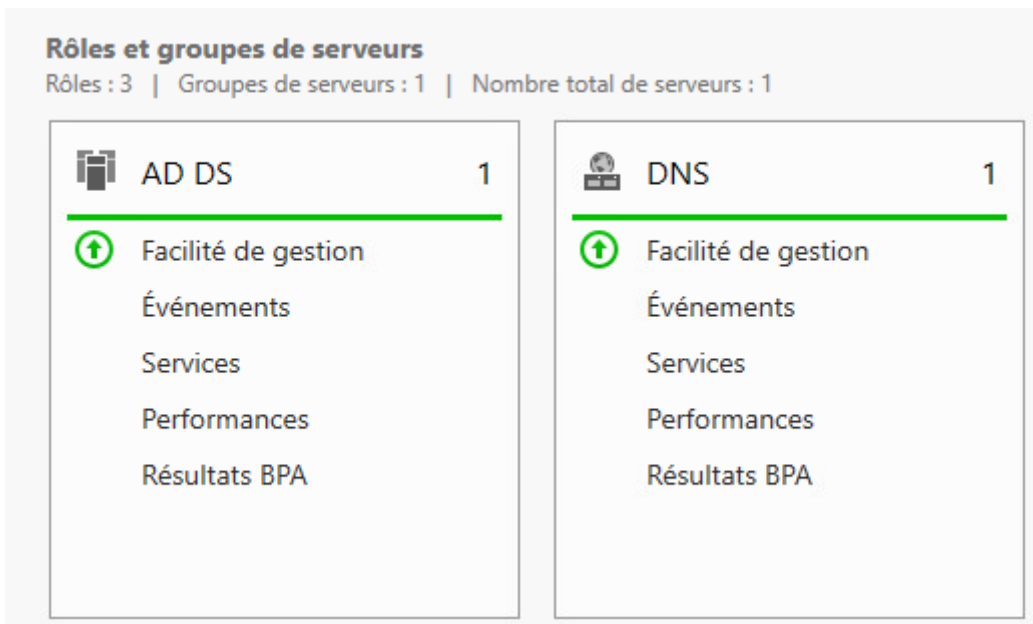 Rôles et groupes de serveurs
Rôles : 3 | Groupes de serveurs : 1 | Nombre total de serveurs : 1
AD DS 1
Facilité de gestion
Événements
Services
Performances
Résultats BPA
DNS 1
Facilité de gestion
Événements
Services
Performances
Résultats BPA